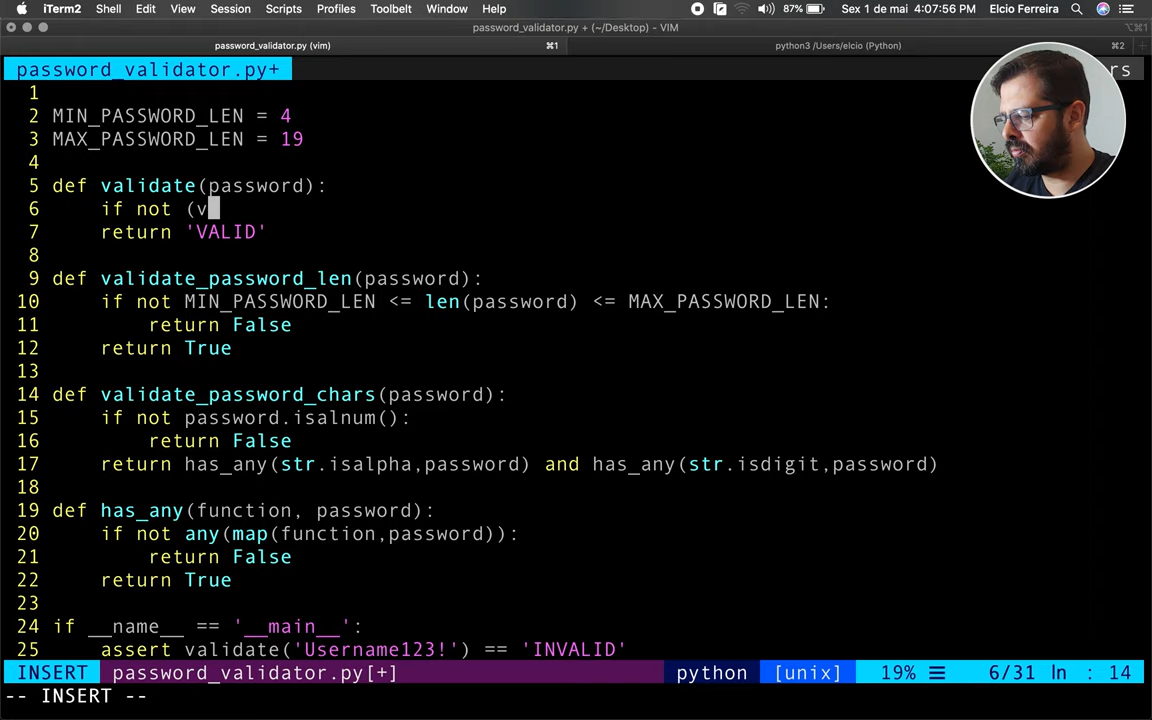 iTerm2 Shell Edit View Session Scripts Profiles Toolbelt Window Help 87% Sex 1 de mai 4:07:56 PM Elcio Ferreira
password_validator.py + (~/Desktop) - VIM ⌥⌘1
password_validator.py (vim) ⌘1 python3 /Users/elcio (Python) ⌘2
password_validator.py+ rs
1
2 MIN_PASSWORD_LEN = 4
3 MAX_PASSWORD_LEN = 19
4
5 def validate(password):
6 if not (v
7 return 'VALID'
8
9 def validate_password_len(password):
10 if not MIN_PASSWORD_LEN <= len(password) <= MAX_PASSWORD_LEN:
11 return False
12 return True
13
14 def validate_password_chars(password):
15 if not password.isalnum():
16 return False
17 return has_any(str.isalpha,password) and has_any(str.isdigit,password)
18
19 def has_any(function, password):
20 if not any(map(function,password)):
21 return False
22 return True
23
24 if __name__ == '__main__':
25 assert validate('Username123!') == 'INVALID'
INSERT password_validator.py[+] python [unix] 19% ☰ 6/31 ln : 14
-- INSERT --